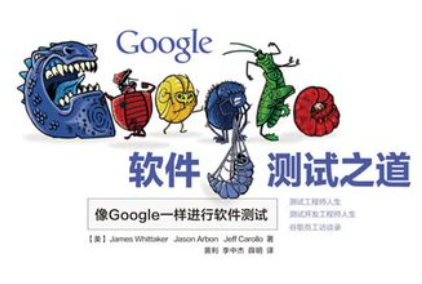 Google
软件测试之道
像Google一样进行软件测试
测试工程师人生
测试开发工程师人生
谷歌员工访谈录
【美】James Whittaker Jason Arbon Jeff Carollo 著
黄利 李中杰 薛明 译